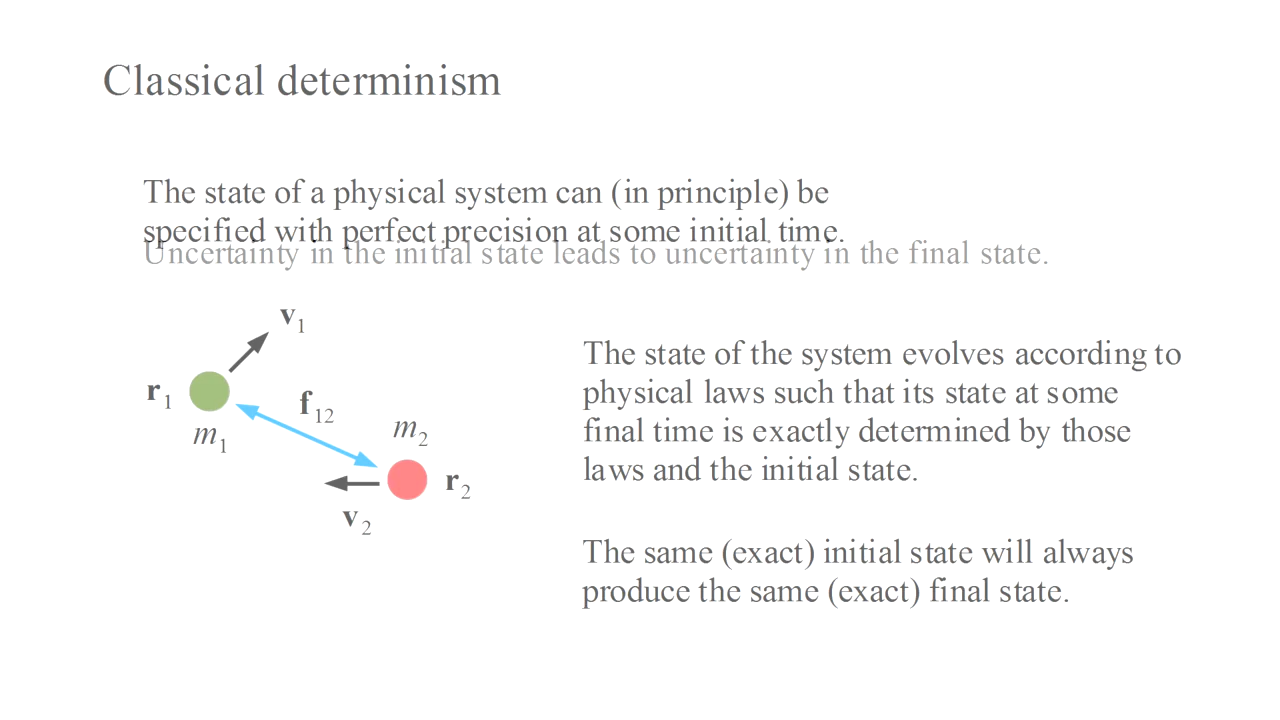 Classical determinism
The state of a physical system can (in principle) be
specified with perfect precision at some initial time.
Uncertainty in the initial state leads to uncertainty in the final state.
v1
r1
f12
m1
m2
r2
v2
The state of the system evolves according to
physical laws such that its state at some
final time is exactly determined by those
laws and the initial state.
The same (exact) initial state will always
produce the same (exact) final state.